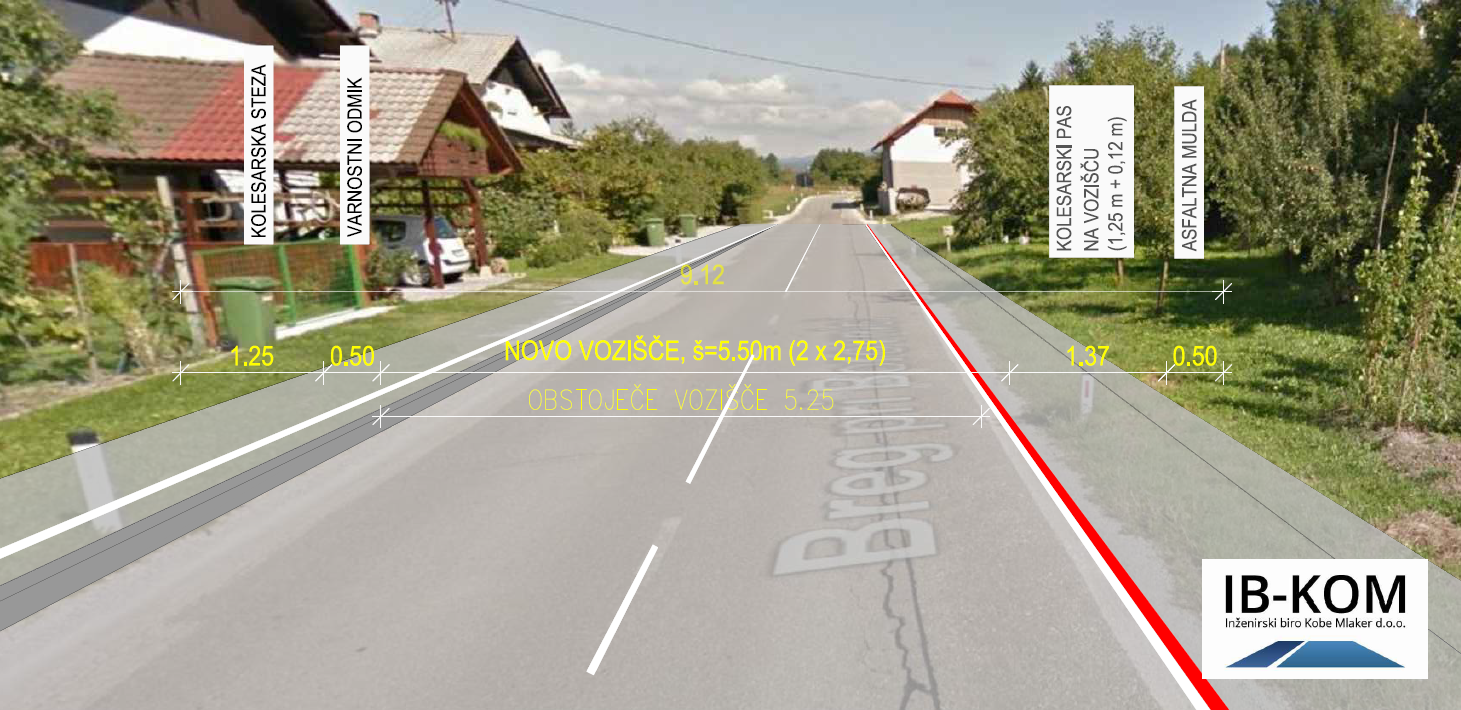 KOLESARSKA STEZA
VARNOSTNI ODMIK
KOLESARSKI PAS
NA VOZIŠČU
(1,25 m + 0,12 m)
ASFALTNA MULDA
9.12
1.25
0.50
NOVO VOZIŠČE, š=5.50m (2 x 2,75)
1.37
0.50
OBSTOJEČE VOZIŠČE 5.25
Breg pri
IB-KOM
Inženirski biro Kobe Mlaker d.o.o.